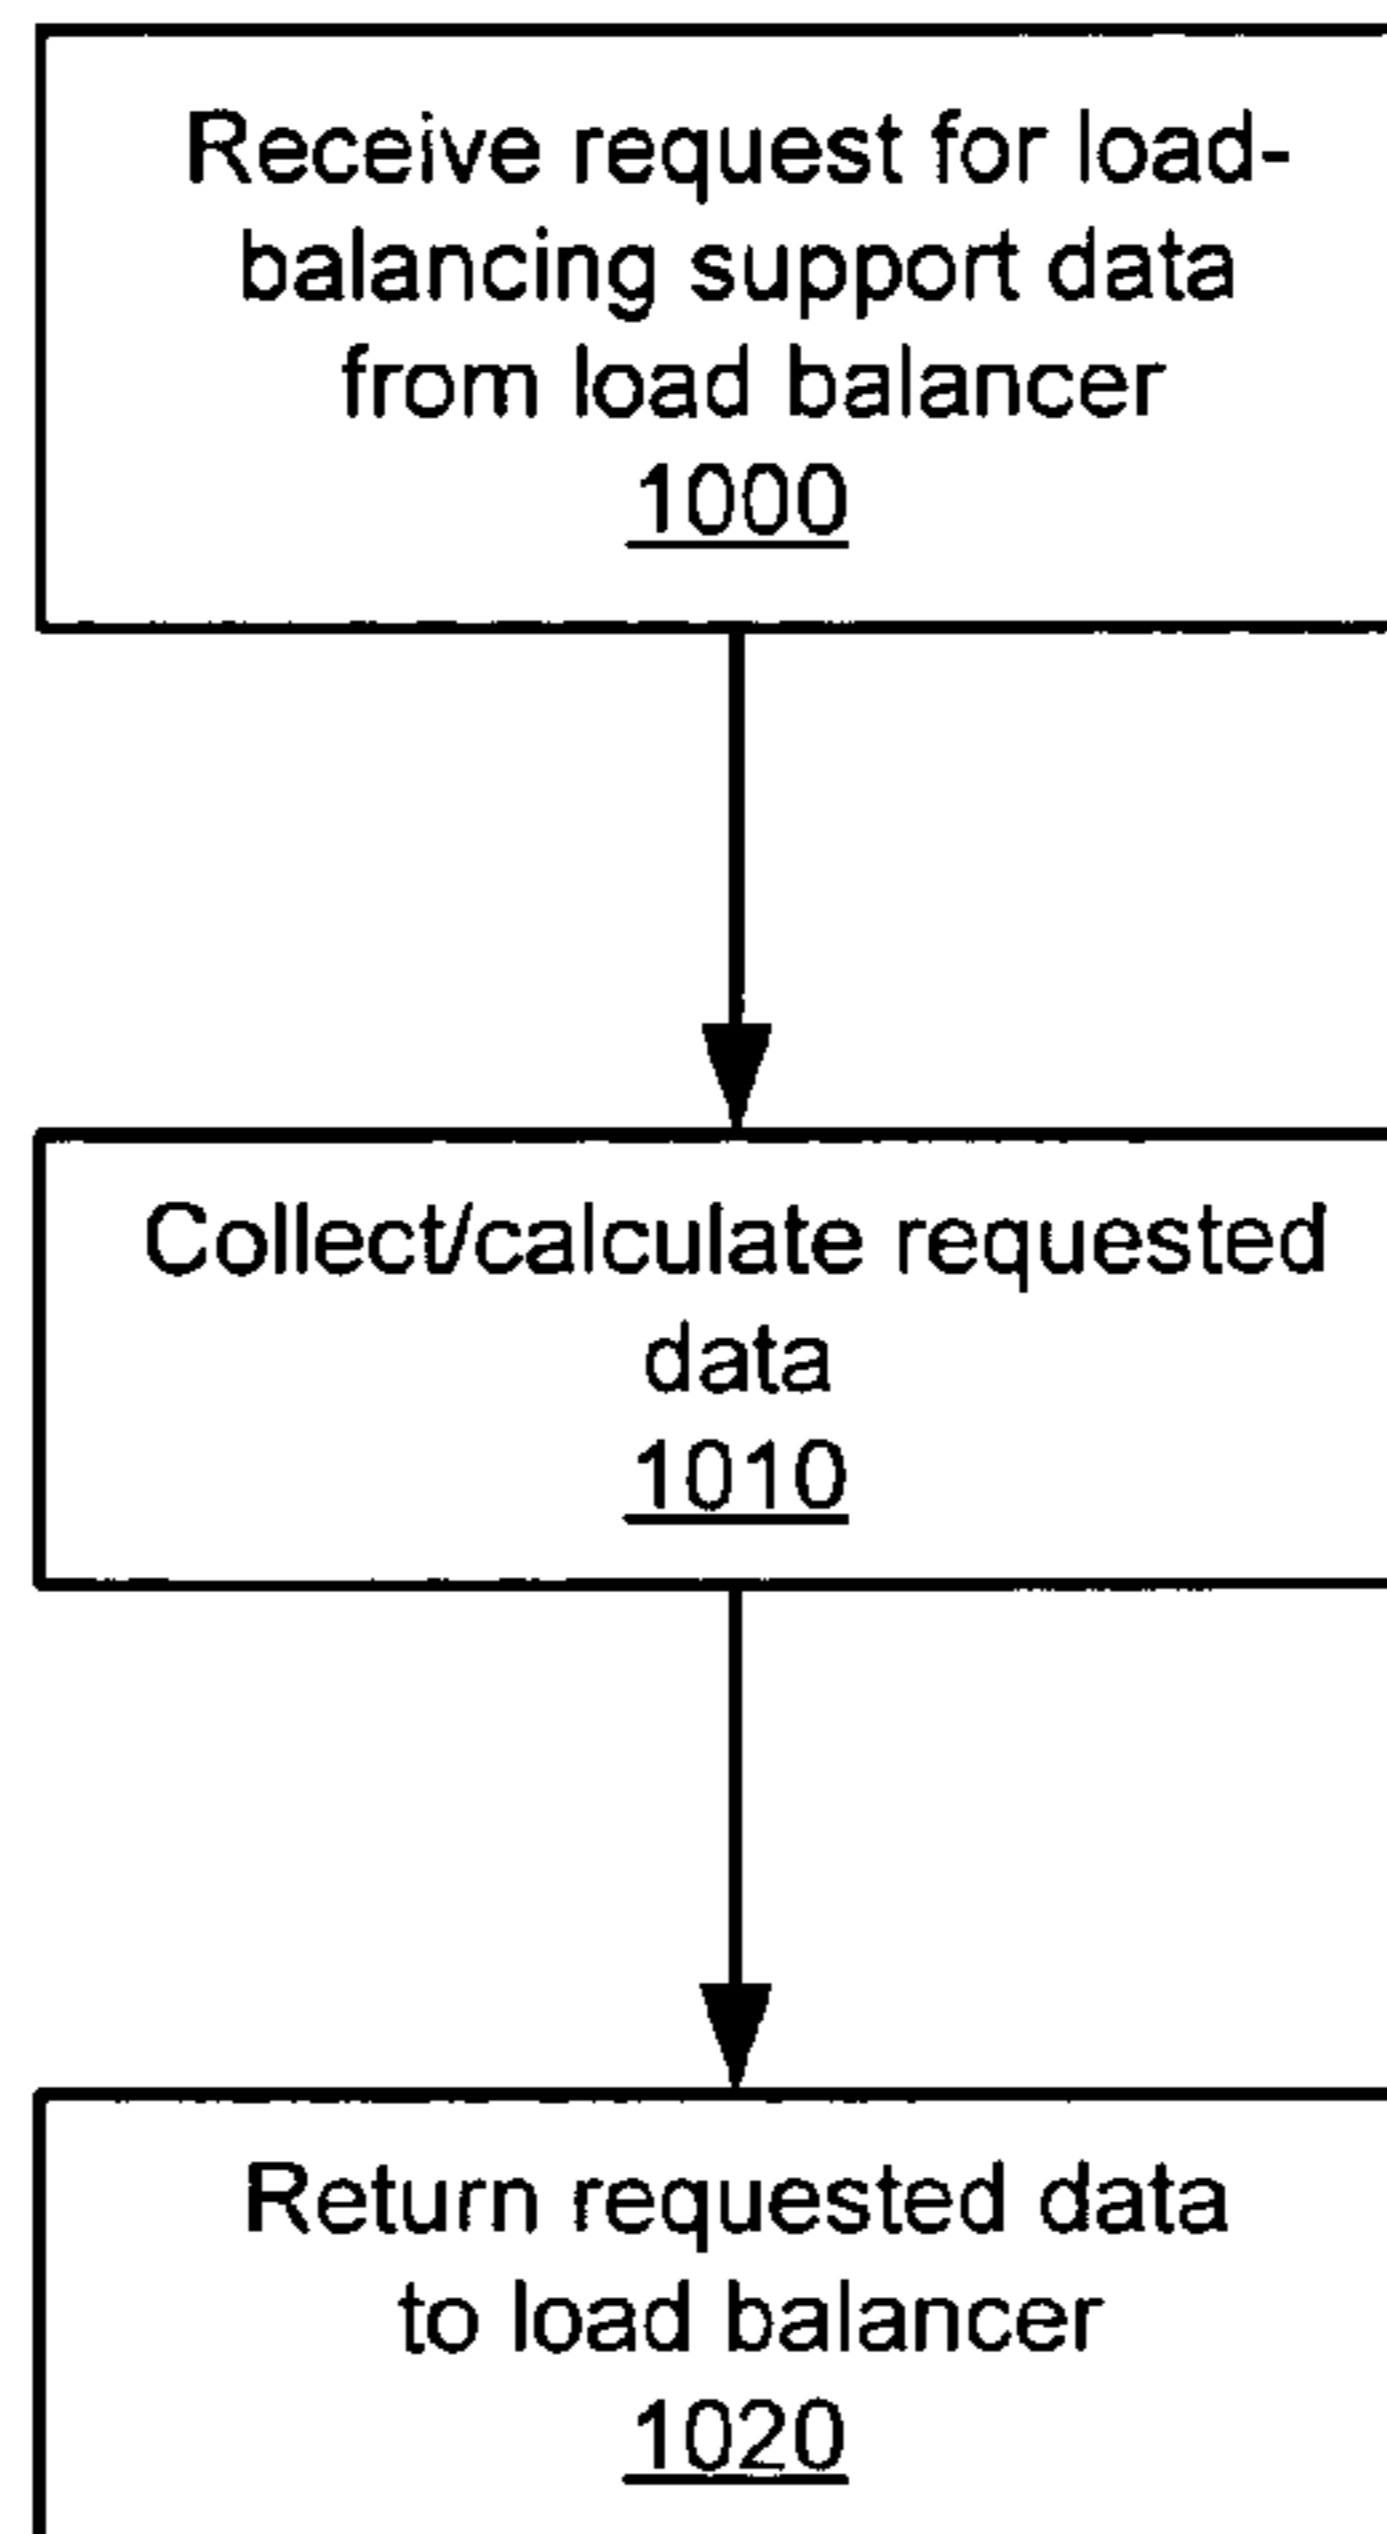 Receive request for load-
balancing support data
from load balancer
1000
Collect/calculate requested
data
1010
Return requested data
to load balancer
1020